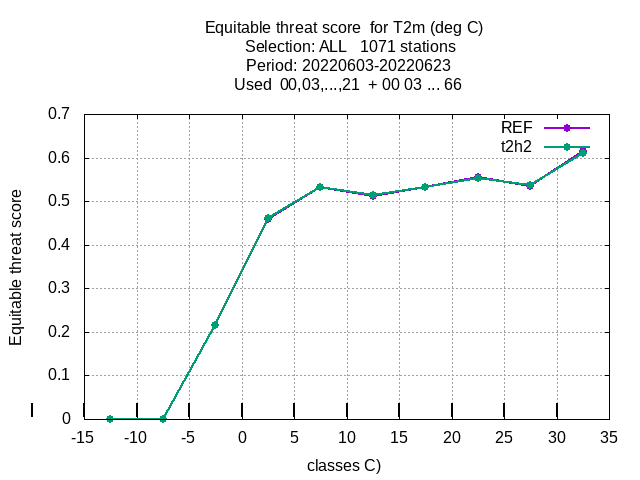 Equitable threat score  for T2m (deg C)
Selection: ALL   1071 stations
Period: 20220603-20220623
Used  00,03,...,21  + 00 03 ... 66
REF
t2h2
0.7
0.6
0.5
0.4
0.3
0.2
0.1
0
Equitable threat score
-15 -10 -5 0 5 10 15 20 25 30 35
classes C)